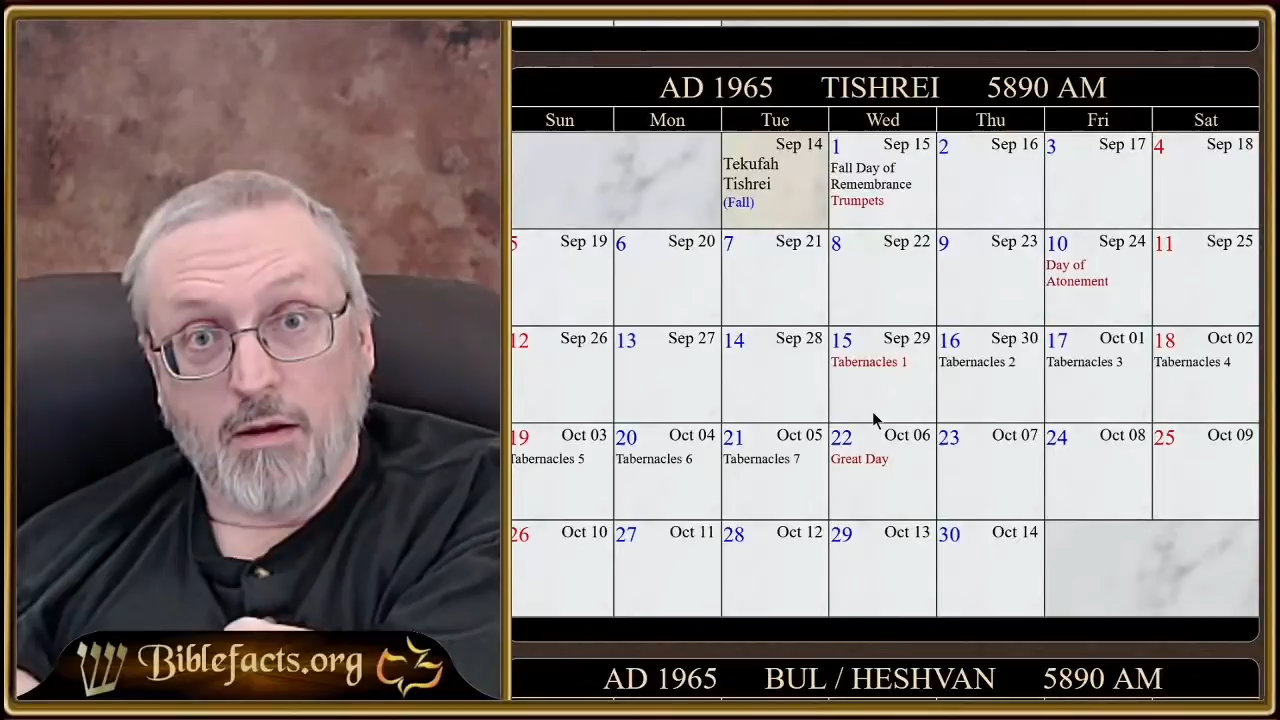 AD 1965 TISHREI 5890 AM
Sun Mon Tue Wed Thu Fri Sat
Sep 14 1 Sep 15 2 Sep 16 3 Sep 17 4 Sep 18
Tekufah
Tishrei
(Fall)
Fall Day of
Remembrance
Trumpets
5 Sep 19 6 Sep 20 7 Sep 21 8 Sep 22 9 Sep 23 10 Sep 24 11 Sep 25
Day of
Atonement
12 Sep 26 13 Sep 27 14 Sep 28 15 Sep 29 16 Sep 30 17 Oct 01 18 Oct 02
Tabernacles 1 Tabernacles 2 Tabernacles 3 Tabernacles 4
19 Oct 03 20 Oct 04 21 Oct 05 22 Oct 06 23 Oct 07 24 Oct 08 25 Oct 09
Tabernacles 5 Tabernacles 6 Tabernacles 7 Great Day
26 Oct 10 27 Oct 11 28 Oct 12 29 Oct 13 30 Oct 14
Biblefacts.org
AD 1965 BUL / HESHVAN 5890 AM